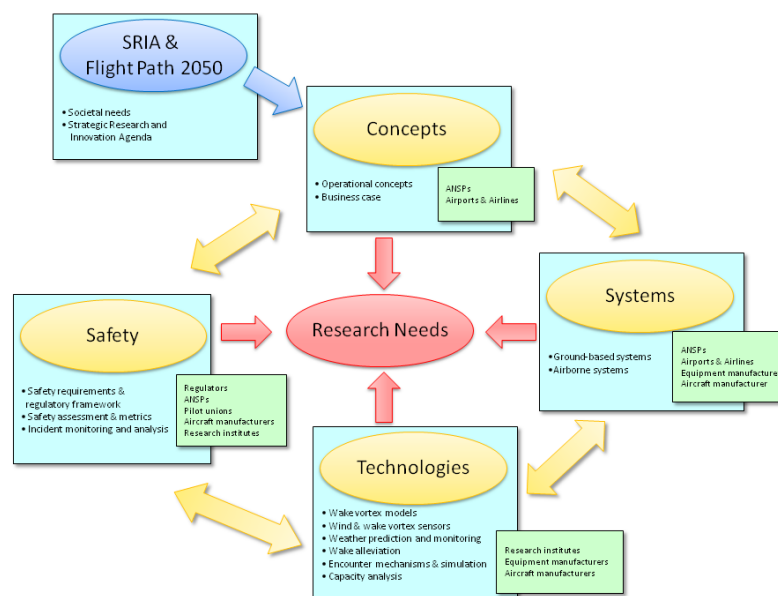 SRIA &
Flight Path 2050
• Societal needs
• Strategic Research and
Innovation Agenda
Concepts
• Operational concepts
• Business case
ANSPs
Airports & Airlines
Safety
• Safety requirements &
regulatory framework
• Safety assessment & metrics
• Incident monitoring and analysis
Regulators
ANSPs
Pilot unions
Aircraft manufacturers
Research institutes
Research Needs
Systems
• Ground-based systems
• Airborne systems
ANSPs
Airports & Airlines
Equipment manufacture
Aircraft manufacturer
Technologies
• Wake vortex models
• Wind & wake vortex sensors
• Weather prediction and monitoring
• Wake alleviation
• Encounter mechanisms & simulation
• Capacity analysis
Research institutes
Equipment manufacturers
Aircraft manufacturers